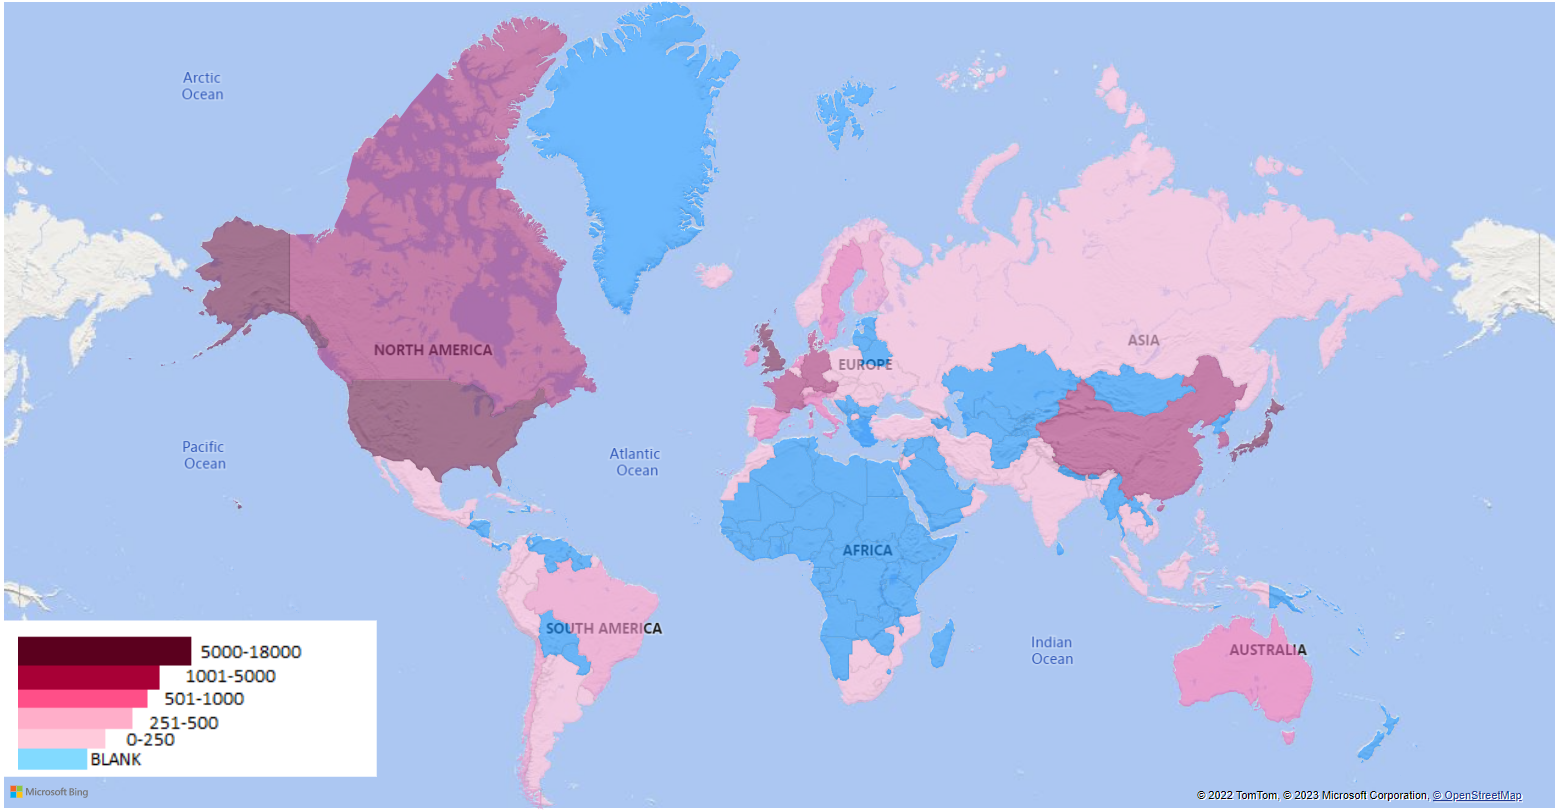 Arctic
Ocean
NORTH AMERICA
ASIA
EUROPE
Pacific
Ocean
Atlantic
Ocean
AFRICA
SOUTH AMERICA
Indian
Ocean
AUSTRALIA
5000-18000
1001-5000
501-1000
251-500
0-250
BLANK
Microsoft Bing
© 2022 TomTom, © 2023 Microsoft Corporation, © OpenStreetMap